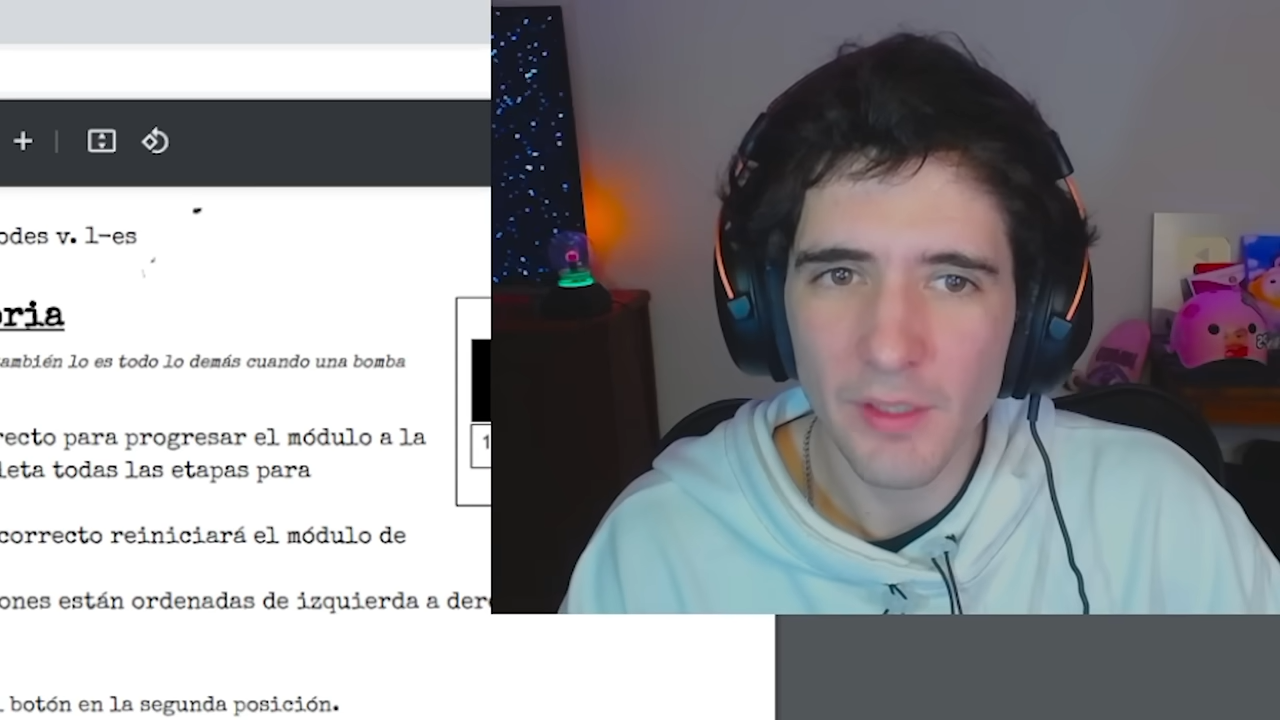 odes v. 1-es
oria
también lo es todo lo demás cuando una bomba
recto para progresar el módulo a la
leta todas las etapas para
1
correcto reiniciará el módulo de
ones están ordenadas de izquierda a der
botón en la segunda posición.